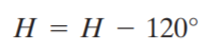 H = H − 120°